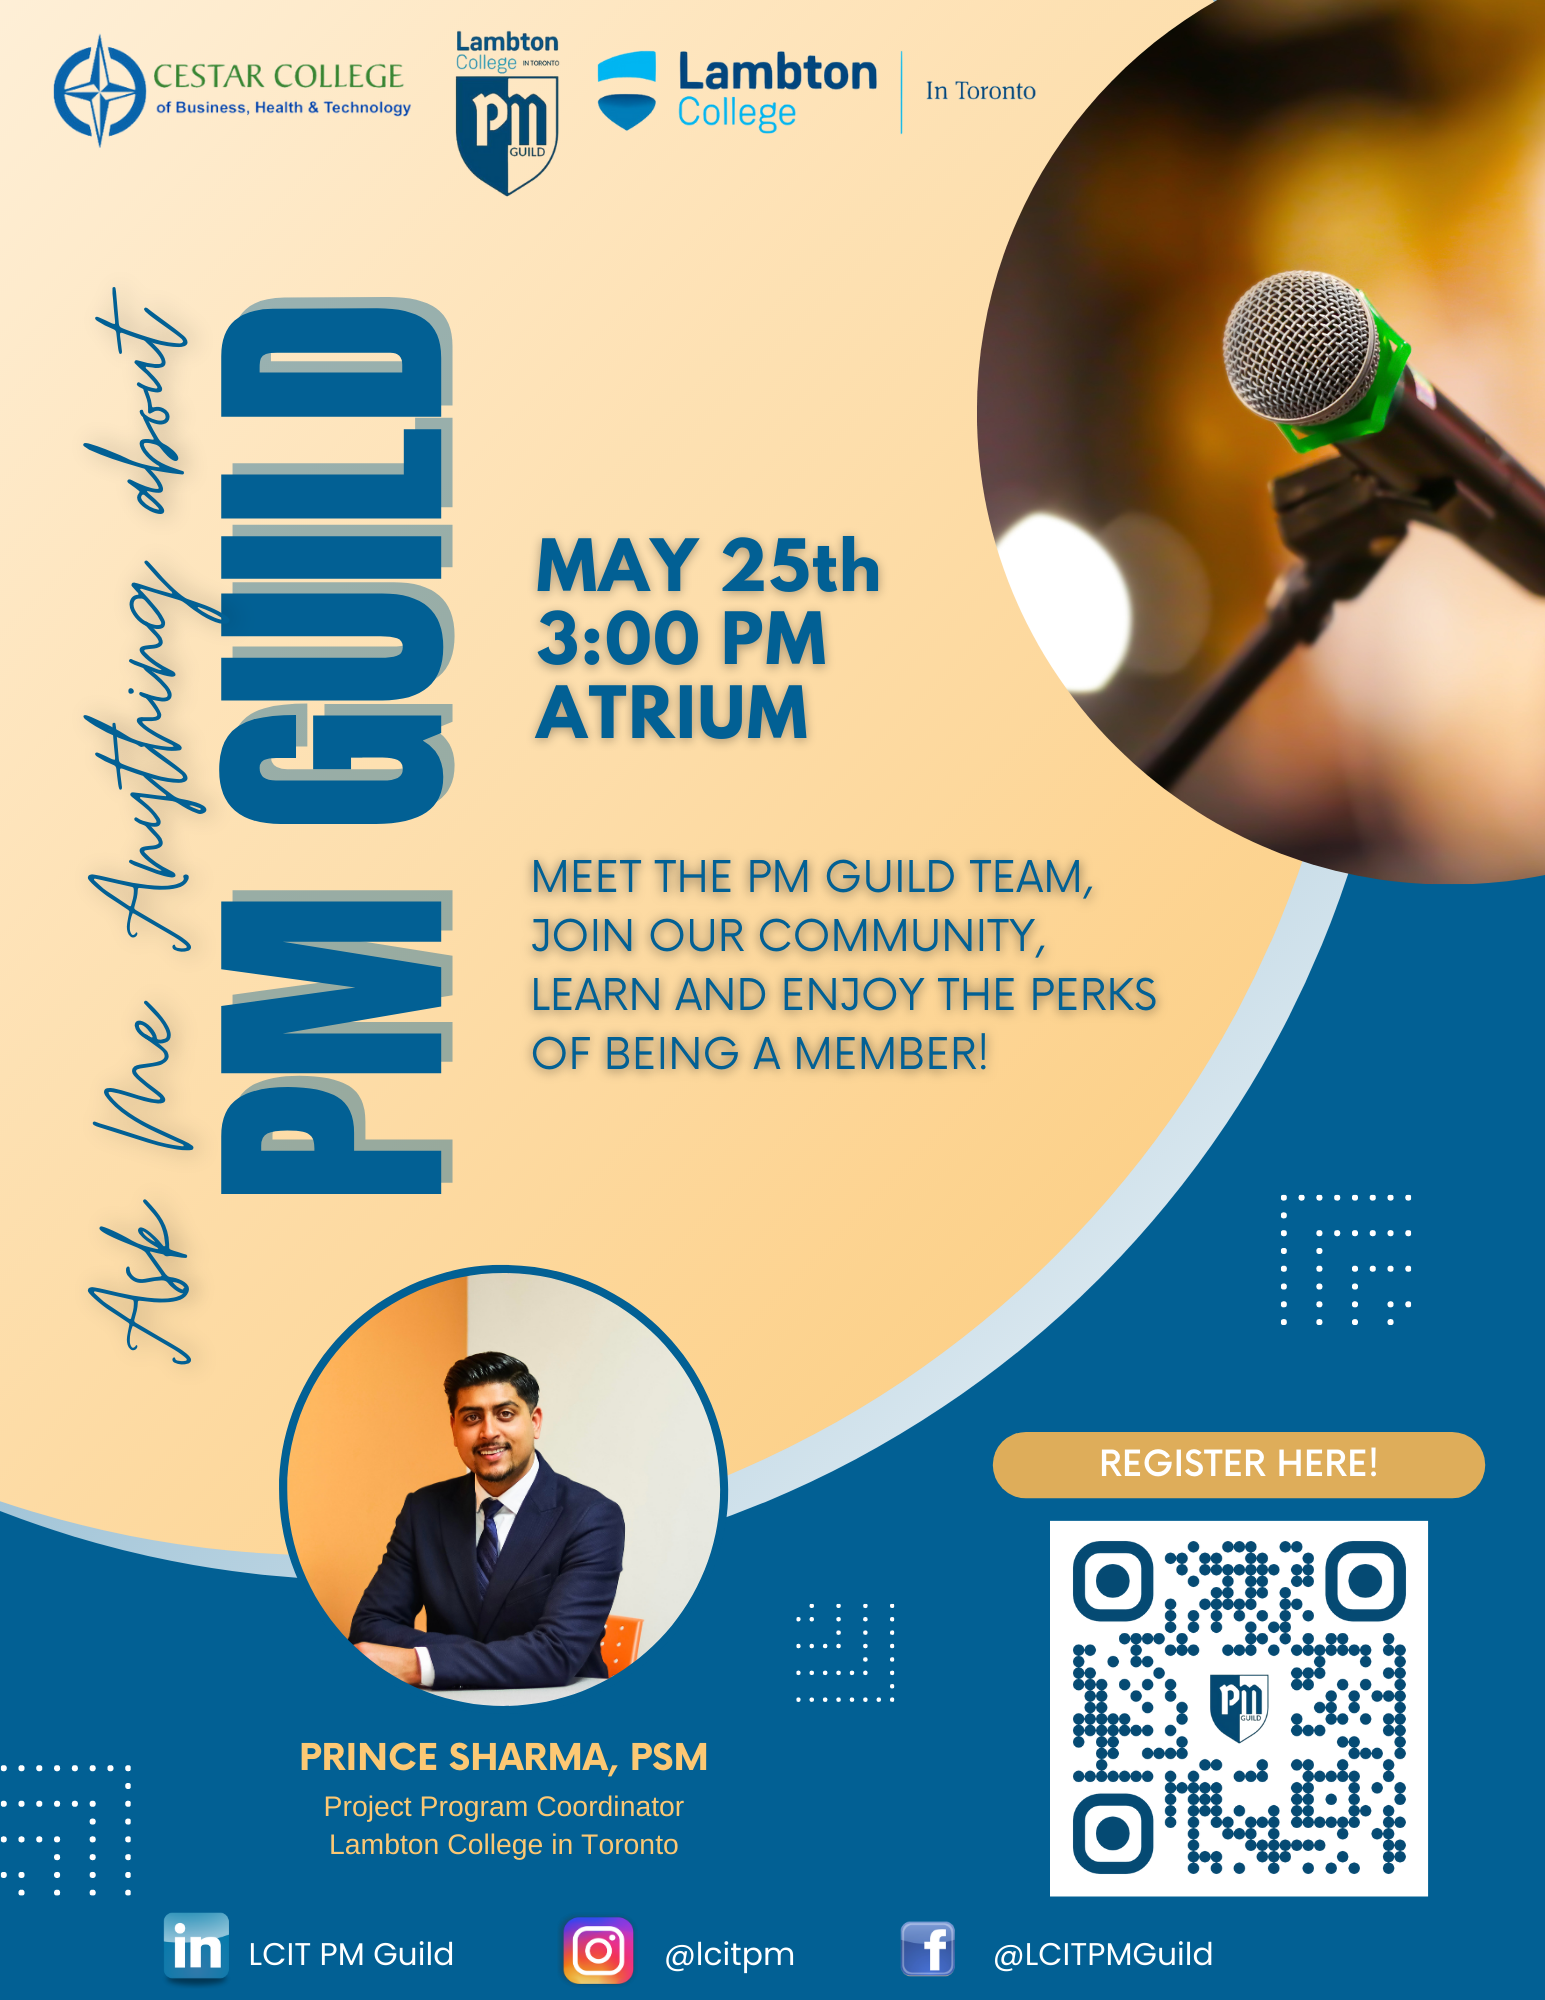 CESTAR COLLEGE
of Business, Health & Technology
Lambton
College IN TORONTO
pm
GUILD
Lambton
College
In Toronto
Ask Me Anything about
PM GUILD
MAY 25th
3:00 PM
ATRIUM
MEET THE PM GUILD TEAM,
JOIN OUR COMMUNITY,
LEARN AND ENJOY THE PERKS
OF BEING A MEMBER!
REGISTER HERE!
pm
GUILD
PRINCE SHARMA, PSM
Project Program Coordinator
Lambton College in Toronto
in LCIT PM Guild
@lcitpm
f @LCITPMGuild